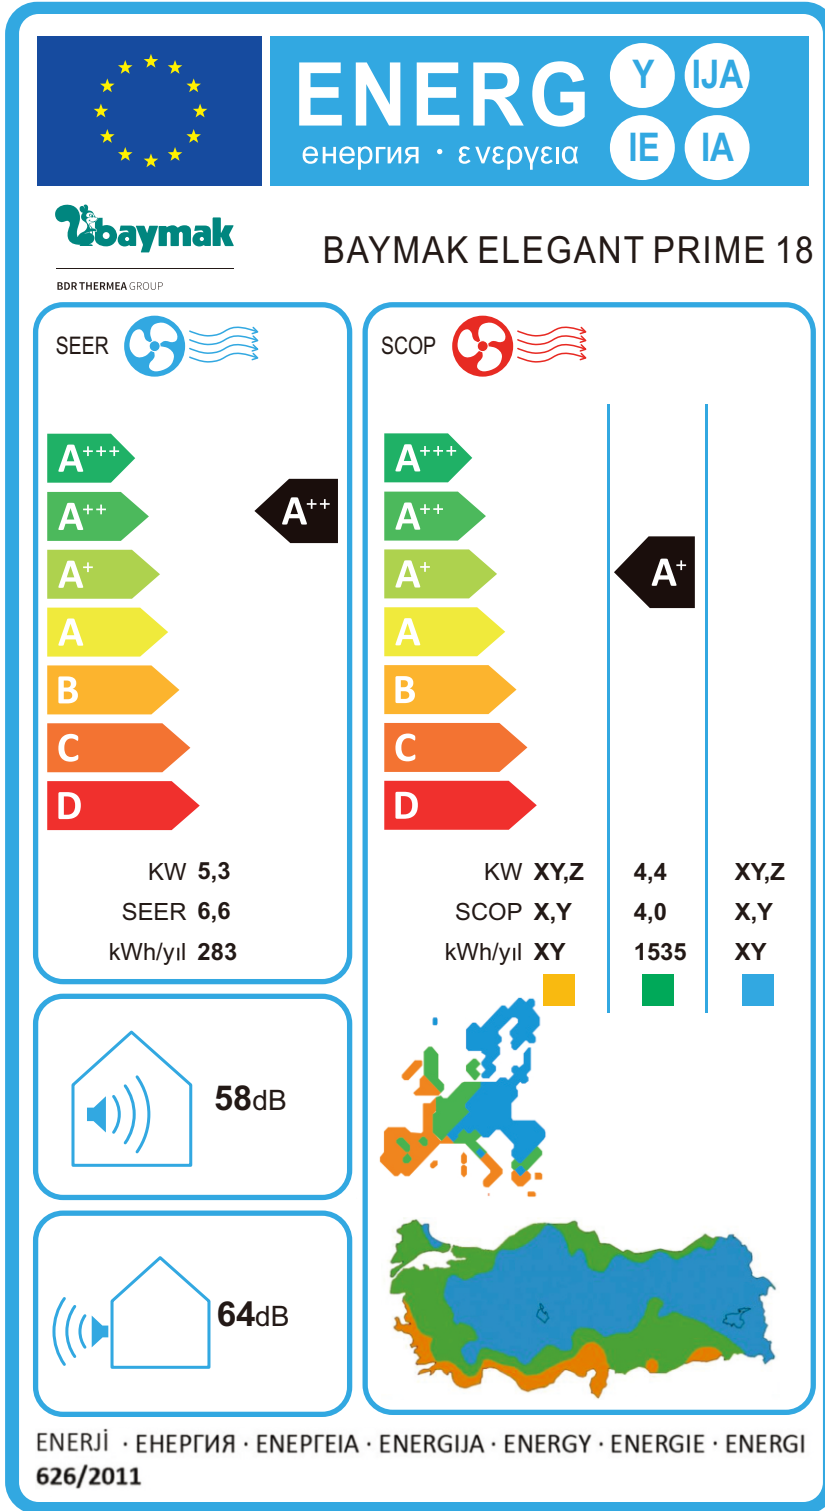 ENERG
Y IJA
IE IA
енергия · ενεργεια
baymak
BDR THERMEA GROUP
BAYMAK ELEGANT PRIME 18
SEER
A+++
A++
A+
A
B
C
D
A++
KW 5,3
SEER 6,6
kWh/yıl 283
SCOP
A+++
A++
A+
A
B
C
D
A+
KW XY,Z 4,4 XY,Z
SCOP X,Y 4,0 X,Y
kWh/yıl XY 1535 XY
58dB
64dB
ENERJİ · ЕНЕРГИЯ · ΕΝΕΡΓΕΙΑ · ENERGIJA · ENERGY · ENERGIE · ENERGI
626/2011